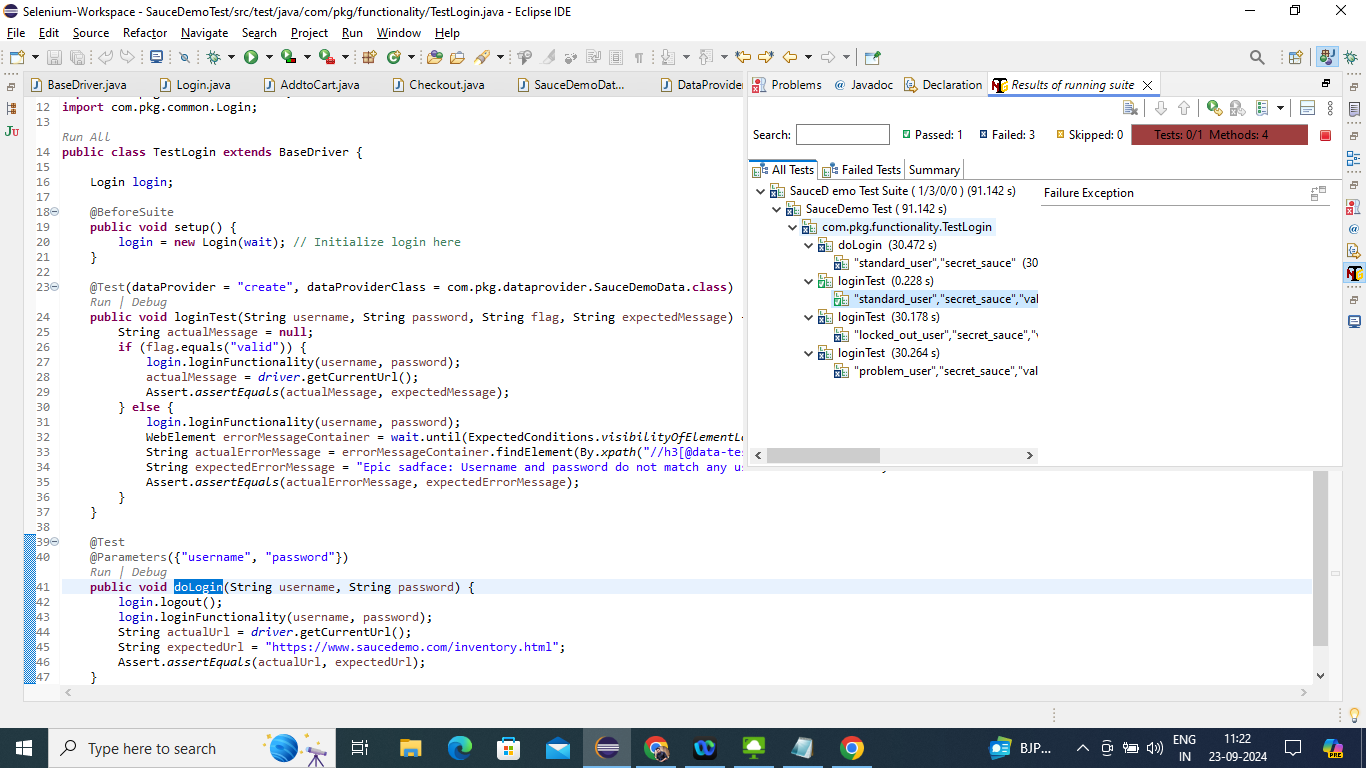 Selenium-Workspace - SauceDemoTest/src/test/java/com/pkg/functionality/TestLogin.java - Eclipse IDE
File Edit Source Refactor Navigate Search Project Run Window Help
BaseDriver.java Login.java AddtoCart.java Checkout.java SauceDemoDat... DataProvider
12 import com.pkg.common.Login;
13
Run All
14 public class TestLogin extends BaseDriver {
15
16 Login login;
17
18 @BeforeSuite
19 public void setup() {
20 login = new Login(wait); // Initialize login here
21 }
22
23 @Test(dataProvider = "create", dataProviderClass = com.pkg.dataprovider.SauceDemoData.class)
Run | Debug
24 public void loginTest(String username, String password, String flag, String expectedMessage)
25 String actualMessage = null;
26 if (flag.equals("valid")) {
27 login.loginFunctionality(username, password);
28 actualMessage = driver.getCurrentUrl();
29 Assert.assertEquals(actualMessage, expectedMessage);
30 } else {
31 login.loginFunctionality(username, password);
32 WebElement errorMessageContainer = wait.until(ExpectedConditions.visibilityOfElementLo
33 String actualErrorMessage = errorMessageContainer.findElement(By.xpath("//h3[@data-te
34 String expectedErrorMessage = "Epic sadface: Username and password do not match any u
35 Assert.assertEquals(actualErrorMessage, expectedErrorMessage);
36 }
37 }
38
39 @Test
40 @Parameters({"username", "password"})
Run | Debug
41 public void doLogin(String username, String password) {
42 login.logout();
43 login.loginFunctionality(username, password);
44 String actualUrl = driver.getCurrentUrl();
45 String expectedUrl = "https://www.saucedemo.com/inventory.html";
46 Assert.assertEquals(actualUrl, expectedUrl);
47 }
Problems @ Javadoc Declaration Results of running suite
Search: Passed: 1 Failed: 3 Skipped: 0 Tests: 0/1 Methods: 4
All Tests Failed Tests Summary
SauceD emo Test Suite ( 1/3/0/0 ) (91.142 s)
SauceDemo Test ( 91.142 s)
com.pkg.functionality.TestLogin
doLogin (30.472 s)
"standard_user","secret_sauce" (30
loginTest (0.228 s)
"standard_user","secret_sauce","val
loginTest (30.178 s)
"locked_out_user","secret_sauce","
loginTest (30.264 s)
"problem_user","secret_sauce","val
Failure Exception
Type here to search
BJP...
ENG
IN
11:22
23-09-2024